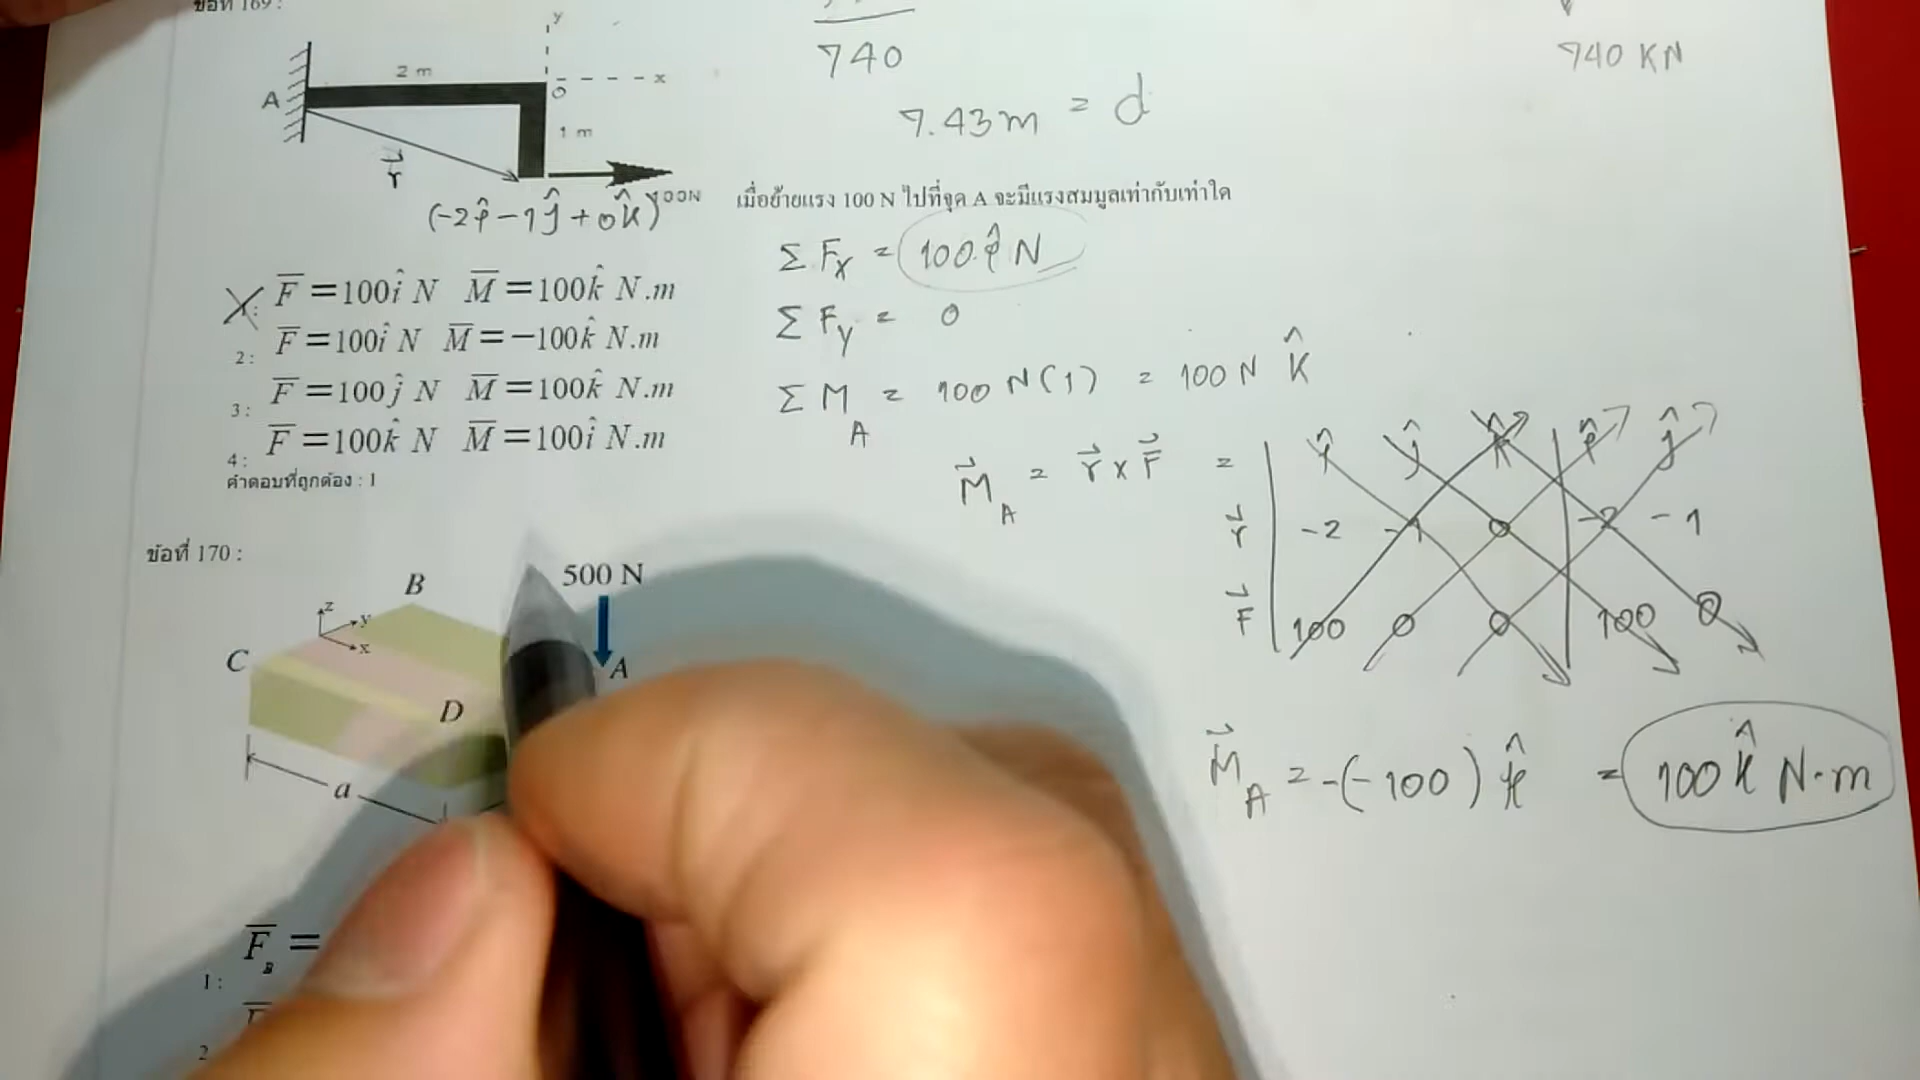 ข้อที่ 169 :
y
2 m
x
A
O
1 m
r
100N
(-2î-1ĵ+0k̂)
X F̅ =100î N M̅ =100k̂ N.m
2: F̅ =100î N M̅ = −100k̂ N.m
3: F̅ =100ĵ N M̅ =100k̂ N.m
4: F̅ =100k̂ N M̅ =100î N.m
คำตอบที่ถูกต้อง : 1
740
7.43m = d
740 KN
เมื่อย้ายแรง 100 N ไปที่จุด A จะมีแรงสมมูลเท่ากับเท่าใด
Σ Fx = 100 î N
Σ Fy = 0
Σ M A = 100 N(1) = 100 N k̂
M⃗ A = r⃗ x F⃗ = | î ĵ k̂ | î ĵ
r⃗ -2 -1 0 -2 -1
F⃗ 100 0 0 100 0
M⃗ A = -(-100) k̂ = 100 k̂ N·m
ข้อที่ 170 :
500 N
B
z
y
x
C
A
D
a
1: F̅B =
2